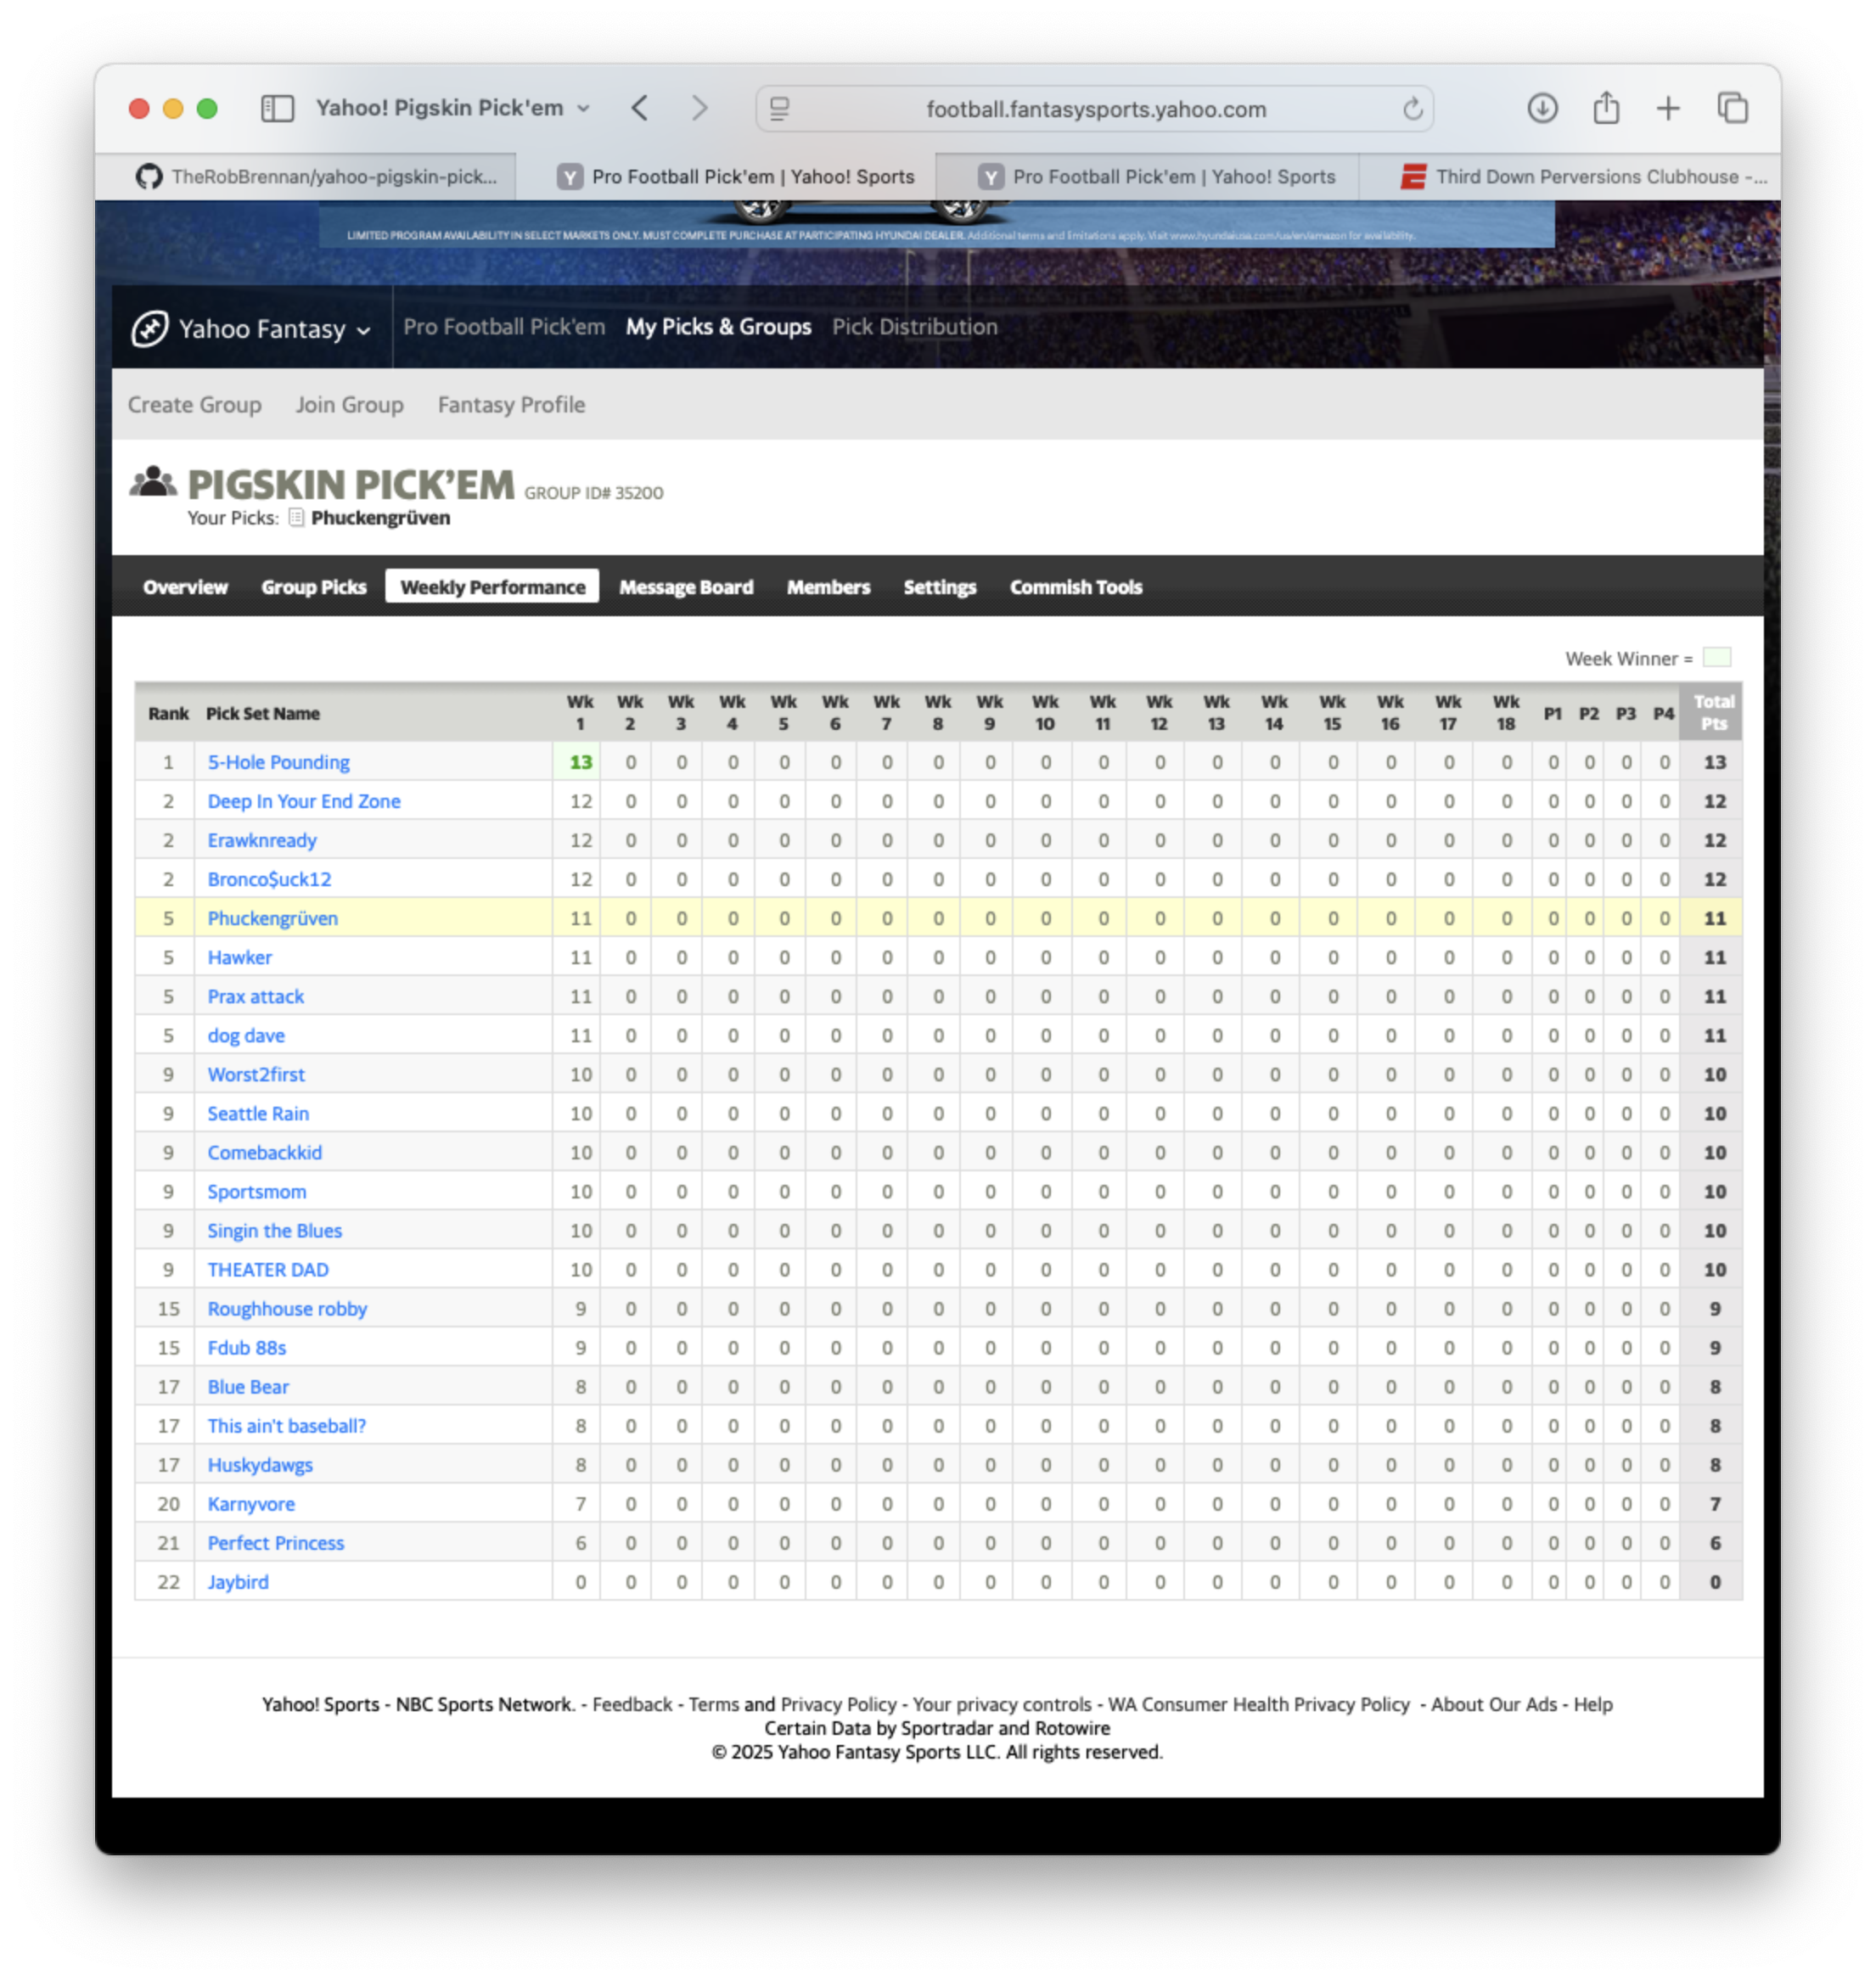 Yahoo! Pigskin Pick'em
football.fantasysports.yahoo.com
TheRobBrennan/yahoo-pigskin-pick...
Pro Football Pick'em | Yahoo! Sports
Pro Football Pick'em | Yahoo! Sports
Third Down Perversions Clubhouse -...
LIMITED PROGRAM AVAILABILITY IN SELECT MARKETS ONLY. MUST COMPLETE PURCHASE AT PARTICIPATING HYUNDAI DEALER. Additional terms and limitations apply. Visit www.hyundaiusa.com/us/en/amazon for availability.
Yahoo Fantasy Pro Football Pick'em My Picks & Groups Pick Distribution
Create Group Join Group Fantasy Profile
PIGSKIN PICK'EM GROUP ID# 35200
Your Picks: Phuckengrüven
Overview Group Picks Weekly Performance Message Board Members Settings Commish Tools
Week Winner =
Rank Pick Set Name Wk 1 Wk 2 Wk 3 Wk 4 Wk 5 Wk 6 Wk 7 Wk 8 Wk 9 Wk 10 Wk 11 Wk 12 Wk 13 Wk 14 Wk 15 Wk 16 Wk 17 Wk 18 P1 P2 P3 P4 Total Pts
1 5-Hole Pounding 13 0 0 0 0 0 0 0 0 0 0 0 0 0 0 0 0 0 0 0 0 0 13
2 Deep In Your End Zone 12 0 0 0 0 0 0 0 0 0 0 0 0 0 0 0 0 0 0 0 0 0 12
2 Erawknready 12 0 0 0 0 0 0 0 0 0 0 0 0 0 0 0 0 0 0 0 0 0 12
2 Bronco$uck12 12 0 0 0 0 0 0 0 0 0 0 0 0 0 0 0 0 0 0 0 0 0 12
5 Phuckengrüven 11 0 0 0 0 0 0 0 0 0 0 0 0 0 0 0 0 0 0 0 0 0 11
5 Hawker 11 0 0 0 0 0 0 0 0 0 0 0 0 0 0 0 0 0 0 0 0 0 11
5 Prax attack 11 0 0 0 0 0 0 0 0 0 0 0 0 0 0 0 0 0 0 0 0 0 11
5 dog dave 11 0 0 0 0 0 0 0 0 0 0 0 0 0 0 0 0 0 0 0 0 0 11
9 Worst2first 10 0 0 0 0 0 0 0 0 0 0 0 0 0 0 0 0 0 0 0 0 0 10
9 Seattle Rain 10 0 0 0 0 0 0 0 0 0 0 0 0 0 0 0 0 0 0 0 0 0 10
9 Comebackkid 10 0 0 0 0 0 0 0 0 0 0 0 0 0 0 0 0 0 0 0 0 0 10
9 Sportsmom 10 0 0 0 0 0 0 0 0 0 0 0 0 0 0 0 0 0 0 0 0 0 10
9 Singin the Blues 10 0 0 0 0 0 0 0 0 0 0 0 0 0 0 0 0 0 0 0 0 0 10
9 THEATER DAD 10 0 0 0 0 0 0 0 0 0 0 0 0 0 0 0 0 0 0 0 0 0 10
15 Roughhouse robby 9 0 0 0 0 0 0 0 0 0 0 0 0 0 0 0 0 0 0 0 0 0 9
15 Fdub 88s 9 0 0 0 0 0 0 0 0 0 0 0 0 0 0 0 0 0 0 0 0 0 9
17 Blue Bear 8 0 0 0 0 0 0 0 0 0 0 0 0 0 0 0 0 0 0 0 0 0 8
17 This ain't baseball? 8 0 0 0 0 0 0 0 0 0 0 0 0 0 0 0 0 0 0 0 0 0 8
17 Huskydawgs 8 0 0 0 0 0 0 0 0 0 0 0 0 0 0 0 0 0 0 0 0 0 8
20 Karnyvore 7 0 0 0 0 0 0 0 0 0 0 0 0 0 0 0 0 0 0 0 0 0 7
21 Perfect Princess 6 0 0 0 0 0 0 0 0 0 0 0 0 0 0 0 0 0 0 0 0 0 6
22 Jaybird 0 0 0 0 0 0 0 0 0 0 0 0 0 0 0 0 0 0 0 0 0 0 0
Yahoo! Sports - NBC Sports Network. - Feedback - Terms and Privacy Policy - Your privacy controls - WA Consumer Health Privacy Policy - About Our Ads - Help
Certain Data by Sportradar and Rotowire
© 2025 Yahoo Fantasy Sports LLC. All rights reserved.